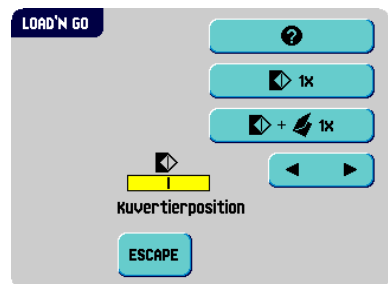 LOAD'N GO
?
1x
+ 1x
Kuvertierposition
ESCAPE